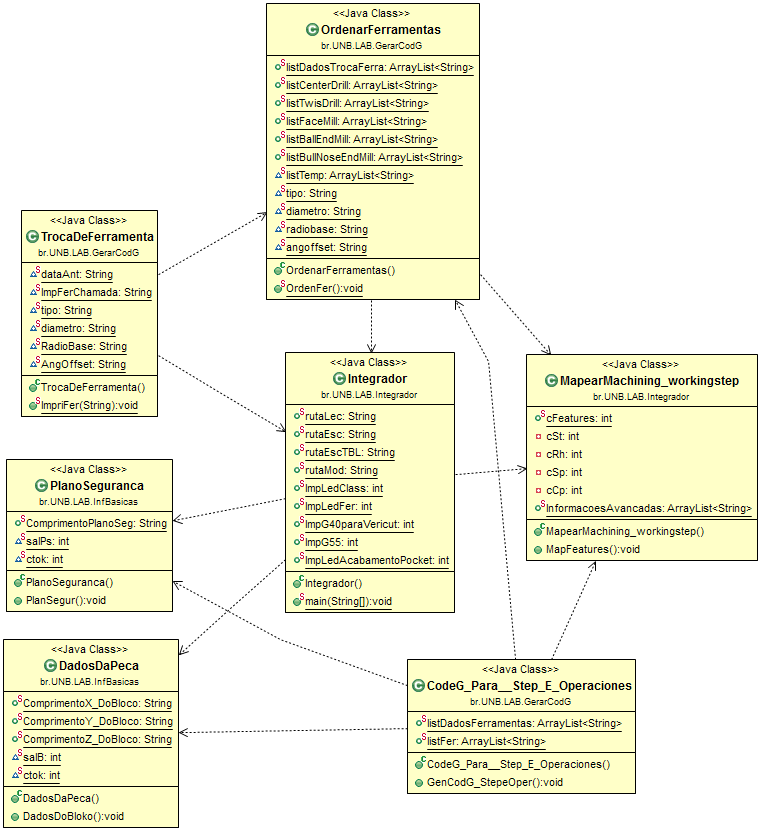 <<Java Class>>
OrdenarFerramentas
br.UNB.LAB.GerarCodG
listDadosTrocaFerra: ArrayList<String>
listCenterDrill: ArrayList<String>
listTwisDrill: ArrayList<String>
listFaceMill: ArrayList<String>
listBallEndMill: ArrayList<String>
listBullNoseEndMill: ArrayList<String>
listTemp: ArrayList<String>
tipo: String
diametro: String
radiobase: String
angoffset: String
OrdenarFerramentas()
OrdenFer():void
<<Java Class>>
TrocaDeFerramenta
br.UNB.LAB.GerarCodG
dataAnt: String
ImpFerChamada: String
tipo: String
diametro: String
RadioBase: String
AngOffset: String
TrocaDeFerramenta()
ImpriFer(String):void
<<Java Class>>
Integrador
br.UNB.LAB.Integrador
rutaLec: String
rutaEsc: String
rutaEscTBL: String
rutaMod: String
ImpLedClass: int
ImpLedFer: int
ImpG40paraVericut: int
ImpG55: int
ImpLedAcabamentoPocket: int
Integrador()
main(String[]):void
<<Java Class>>
MapearMachining_workingstep
br.UNB.LAB.Integrador
cFeatures: int
cSt: int
cRh: int
cSp: int
cCp: int
InformacoesAvancadas: ArrayList<String>
MapearMachining_workingstep()
MapFeatures():void
<<Java Class>>
PlanoSeguranca
br.UNB.LAB.InfBasicas
ComprimentoPlanoSeg: String
salPs: int
ctok: int
PlanoSeguranca()
PlanSegur():void
<<Java Class>>
DadosDaPeca
br.UNB.LAB.InfBasicas
ComprimentoX_DoBloco: String
ComprimentoY_DoBloco: String
ComprimentoZ_DoBloco: String
salB: int
ctok: int
DadosDaPeca()
DadosDoBloko():void
<<Java Class>>
CodeG_Para__Step_E_Operaciones
br.UNB.LAB.GerarCodG
listDadosFerramentas: ArrayList<String>
listFer: ArrayList<String>
CodeG_Para__Step_E_Operaciones()
GenCodG_StepeOper():void